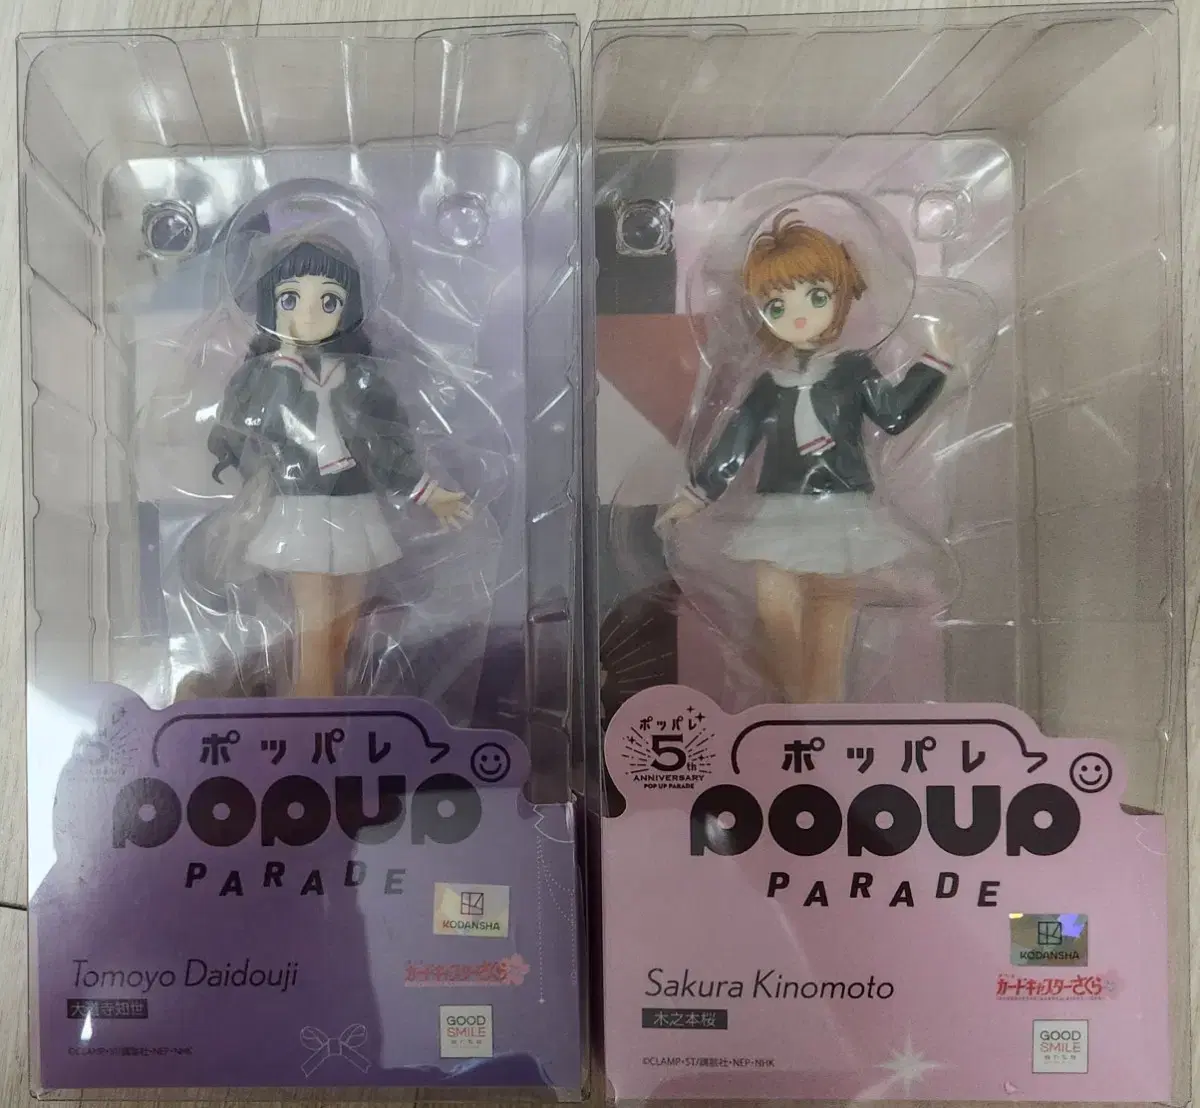 ポッパレ
POPUP
PARADE
KODANSHA
Tomoyo Daidouji
カードキャプターさくら
大道寺知世
GOOD
SMILE
©CLAMP・ST/講談社・NEP・NHK
ポッパレ
5th
ANNIVERSARY
POP UP PARADE
ポッパレ
POPUP
PARADE
KODANSHA
Sakura Kinomoto
カードキャプターさくら
木之本桜
GOOD
SMILE
©CLAMP・ST/講談社・NEP・NHK